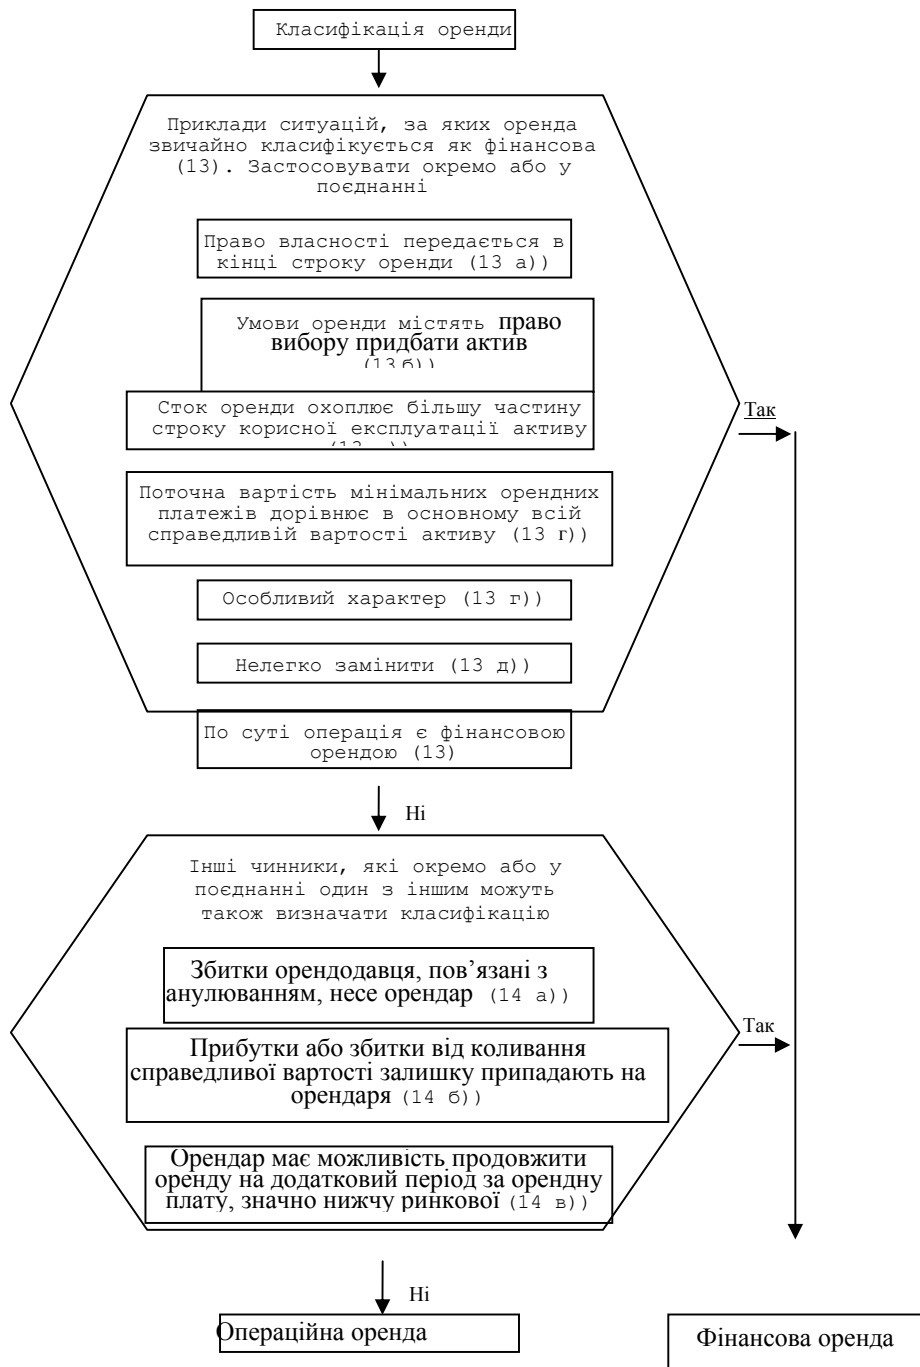 Класифікація оренди
Приклади ситуацій, за яких оренда
звичайно класифікується як фінансова
(13). Застосовувати окремо або у
поєднанні
Право власності передається в
кінці строку оренди (13 а))
Умови оренди містять право
вибору придбати актив
(13 б))
Сток оренди охоплює більшу частину
строку корисної експлуатації активу
Так
Поточна вартість мінімальних орендних
платежів дорівнює в основному всій
справедливій вартості активу (13 г))
Особливий характер (13 г))
Нелегко замінити (13 д))
По суті операція є фінансовою
орендою (13)
Ні
Інші чинники, які окремо або у
поєднанні один з іншим можуть
також визначати класифікацію
Збитки орендодавця, пов’язані з
анулюванням, несе орендар (14 а))
Так
Прибутки або збитки від коливання
справедливої вартості залишку припадають на
орендаря (14 б))
Орендар має можливість продовжити
оренду на додатковий період за орендну
плату, значно нижчу ринкової (14 в))
Ні
Операційна оренда
Фінансова оренда